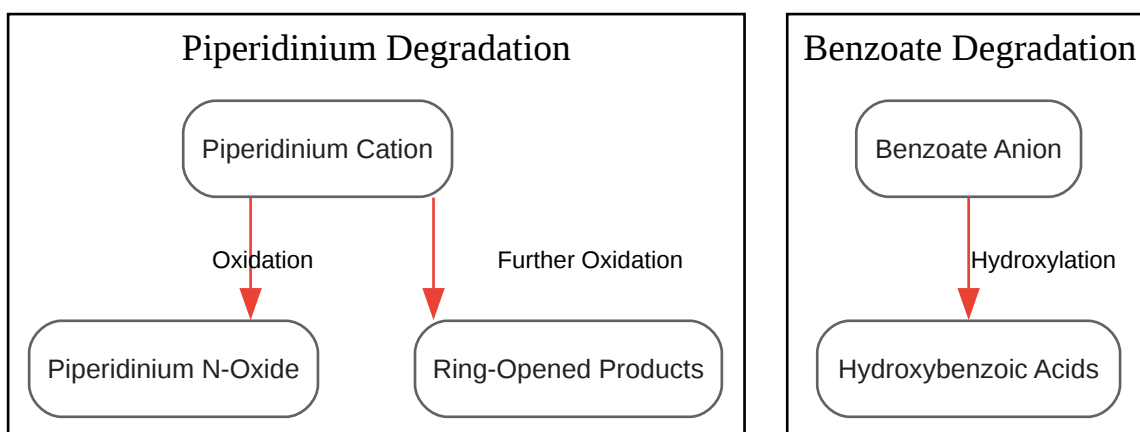 Piperidinium Degradation
Piperidinium Cation
Oxidation
Further Oxidation
Piperidinium N-Oxide
Ring-Opened Products
Benzoate Degradation
Benzoate Anion
Hydroxylation
Hydroxybenzoic Acids